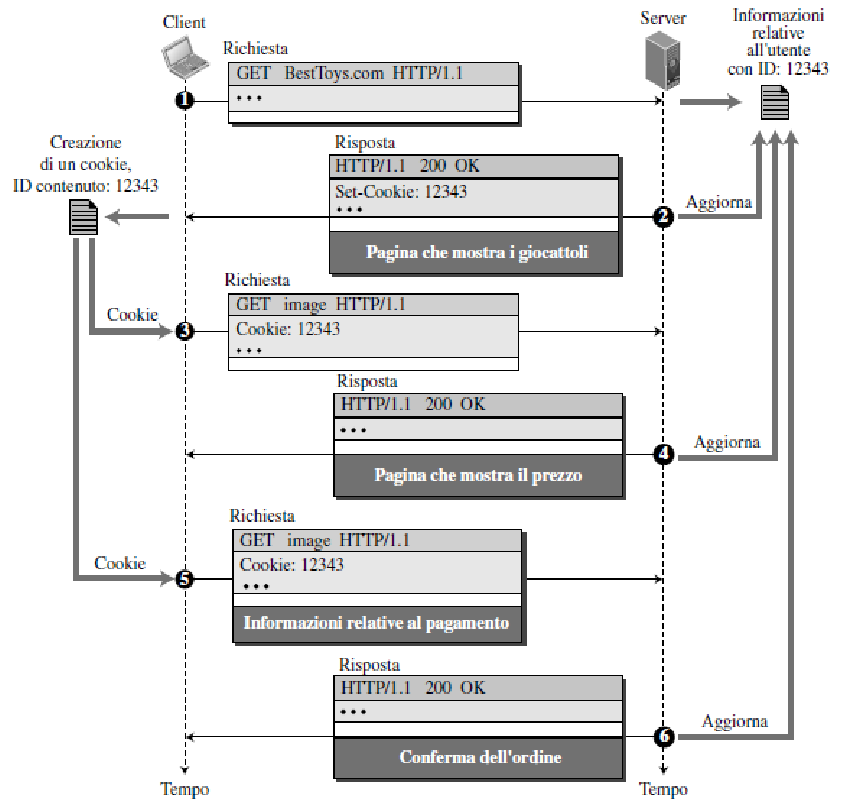 Client
Server
Informazioni
relative
all'utente
con ID: 12343
Richiesta
GET BestToys.com HTTP/1.1
•••
1
Creazione
di un cookie,
ID contenuto: 12343
Risposta
HTTP/1.1 200 OK
Set-Cookie: 12343
•••
2
Aggiorna
Pagina che mostra i giocattoli
Richiesta
GET image HTTP/1.1
Cookie
3
Cookie: 12343
•••
Risposta
HTTP/1.1 200 OK
•••
4
Aggiorna
Pagina che mostra il prezzo
Richiesta
GET image HTTP/1.1
Cookie
5
Cookie: 12343
•••
Informazioni relative al pagamento
Risposta
HTTP/1.1 200 OK
•••
6
Aggiorna
Conferma dell'ordine
Tempo
Tempo